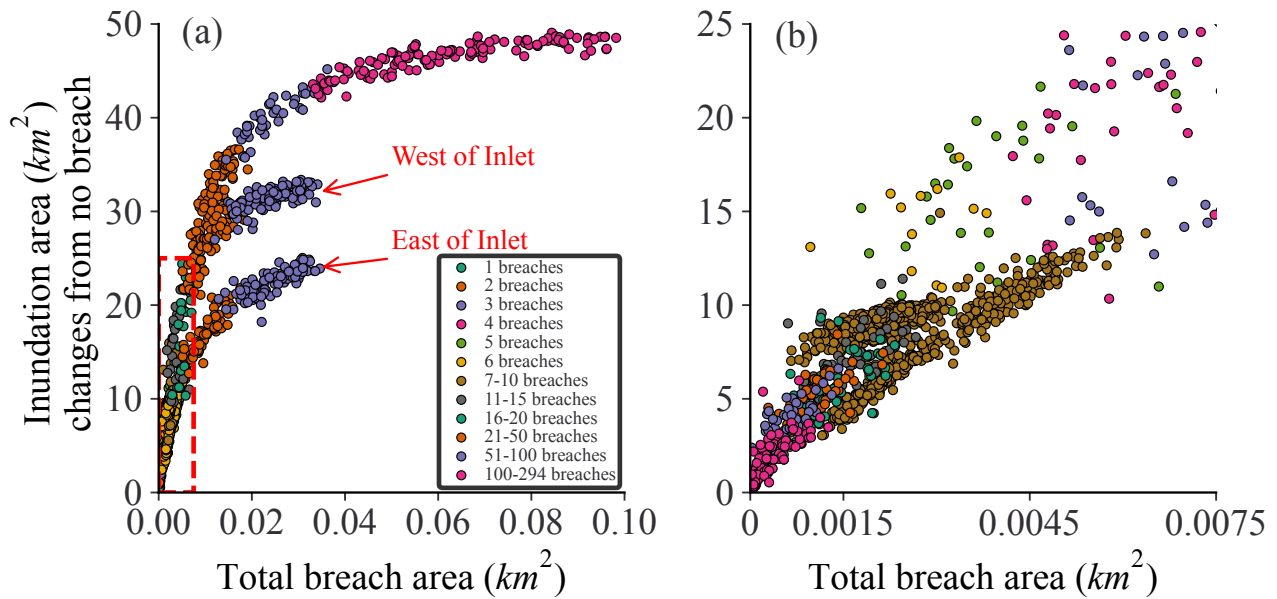 (a)
50
40
30
20
10
0
0.00
0.02
0.04
0.06
0.08
0.10
Inundation area (km²)
changes from no breach
Total breach area (km²)
West of Inlet
East of Inlet
1 breaches
2 breaches
3 breaches
4 breaches
5 breaches
6 breaches
7-10 breaches
11-15 breaches
16-20 breaches
21-50 breaches
51-100 breaches
100-294 breaches
(b)
25
20
15
10
5
0
0
0.0015
0.0045
0.0075
Total breach area (km²)